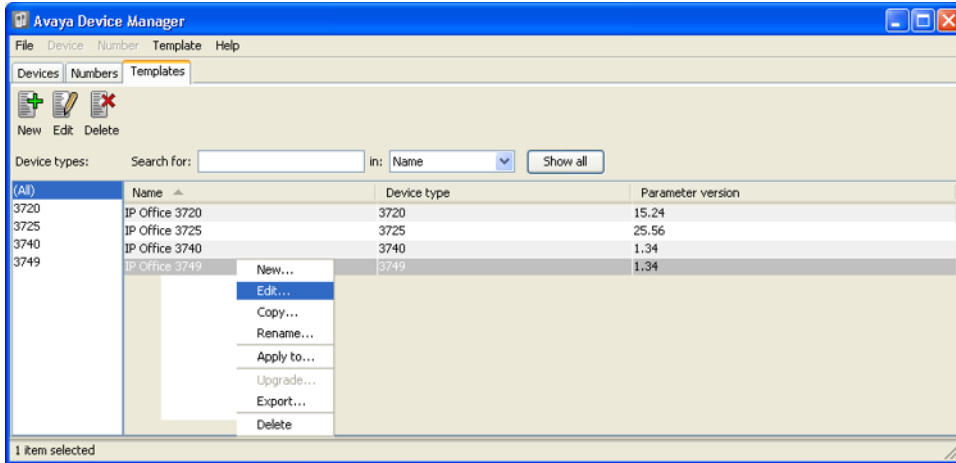 Avaya Device Manager
File Device Number Template Help
Devices Numbers Templates
New Edit Delete
Device types: Search for: in: Name Show all
(All) Name Device type Parameter version
3720 IP Office 3720 3720 15.24
3725 IP Office 3725 3725 25.56
3740 IP Office 3740 3740 1.34
3749 IP Office 3749 3749 1.34
New...
Edit...
Copy...
Rename...
Apply to...
Upgrade...
Export...
Delete
1 item selected